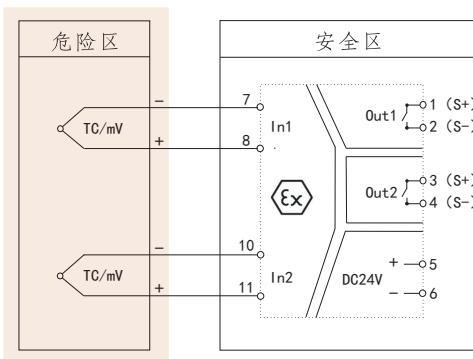 危险区
安全区
－
7
Out1
1 (S+)
TC/mV
In1
2 (S-)
+
8
εx
Out2
3 (S+)
4 (S-)
－
10
+
5
TC/mV
In2
DC24V
+
11
－
6